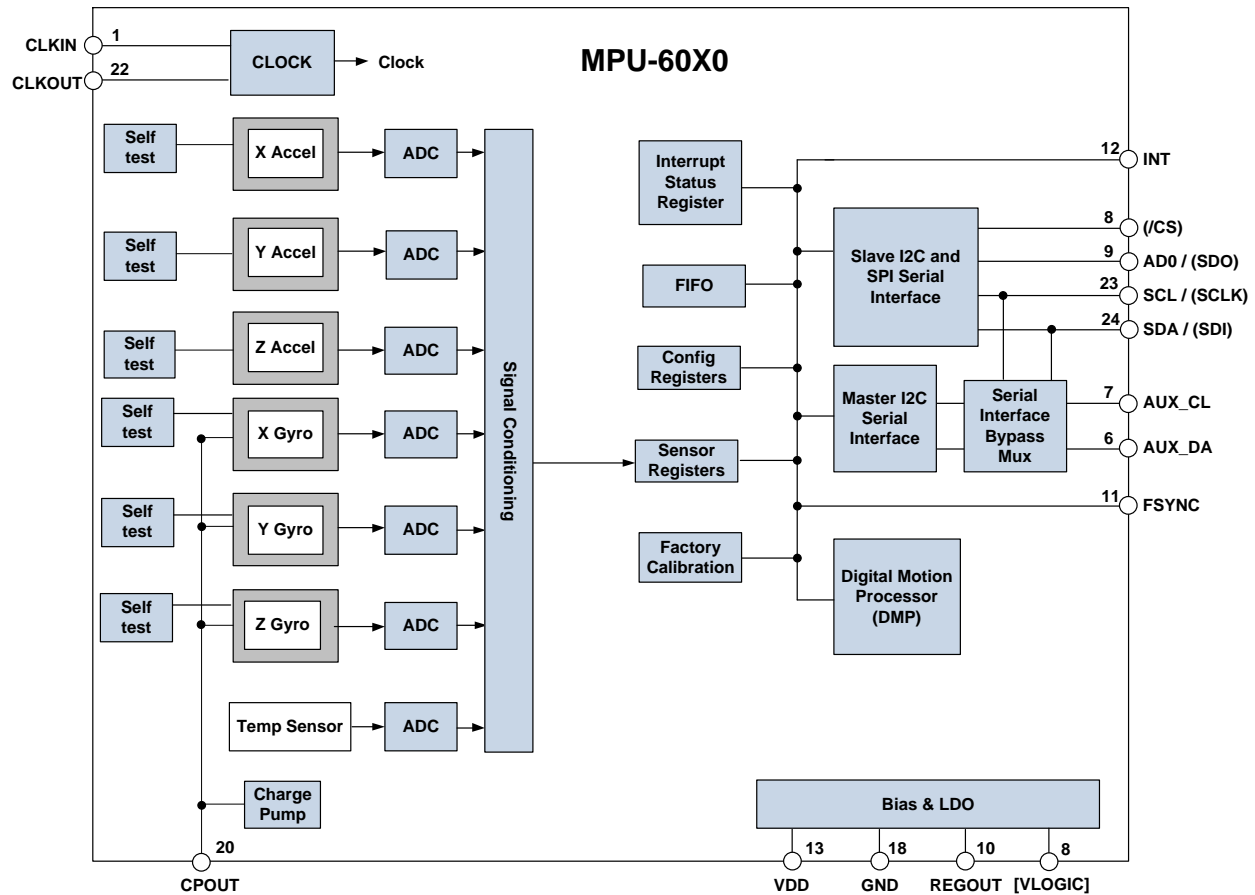 MPU-60X0
CLKIN
1
CLKOUT
22
CLOCK
Clock
Self
test
X Accel
ADC
Self
test
Y Accel
ADC
Self
test
Z Accel
ADC
Self
test
X Gyro
ADC
Self
test
Y Gyro
ADC
Self
test
Z Gyro
ADC
Temp Sensor
ADC
Signal Conditioning
Charge
Pump
20
CPOUT
Interrupt
Status
Register
FIFO
Config
Registers
Sensor
Registers
Factory
Calibration
Slave I2C and
SPI Serial
Interface
Master I2C
Serial
Interface
Serial
Interface
Bypass
Mux
Digital Motion
Processor
(DMP)
12
INT
8
(/CS)
9
AD0 / (SDO)
23
SCL / (SCLK)
24
SDA / (SDI)
7
AUX_CL
6
AUX_DA
11
FSYNC
Bias & LDO
13
18
10
8
VDD
GND
REGOUT
[VLOGIC]